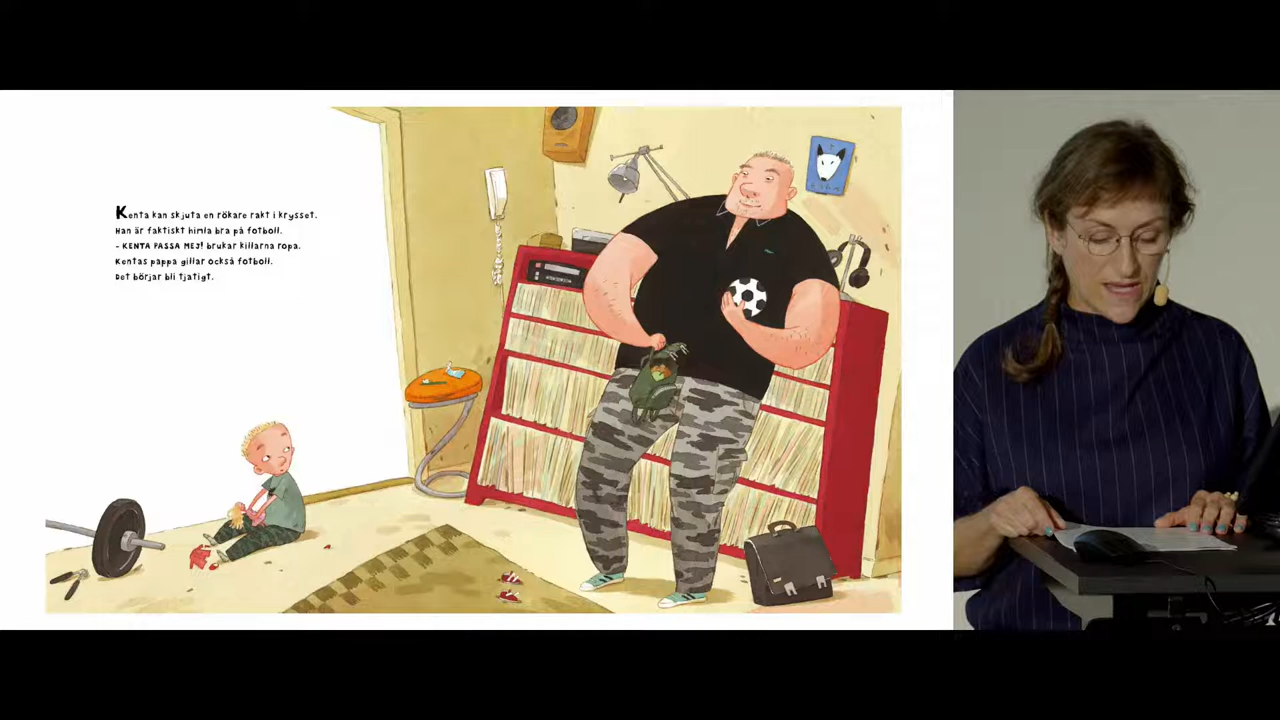 Kenta kan skjuta en rökare rakt i krysset.
Han är faktiskt himla bra på fotboll.
- KENTA PASSA MEJ! brukar killarna ropa.
Kentas pappa gillar också fotboll.
Det börjar bli tjatigt.